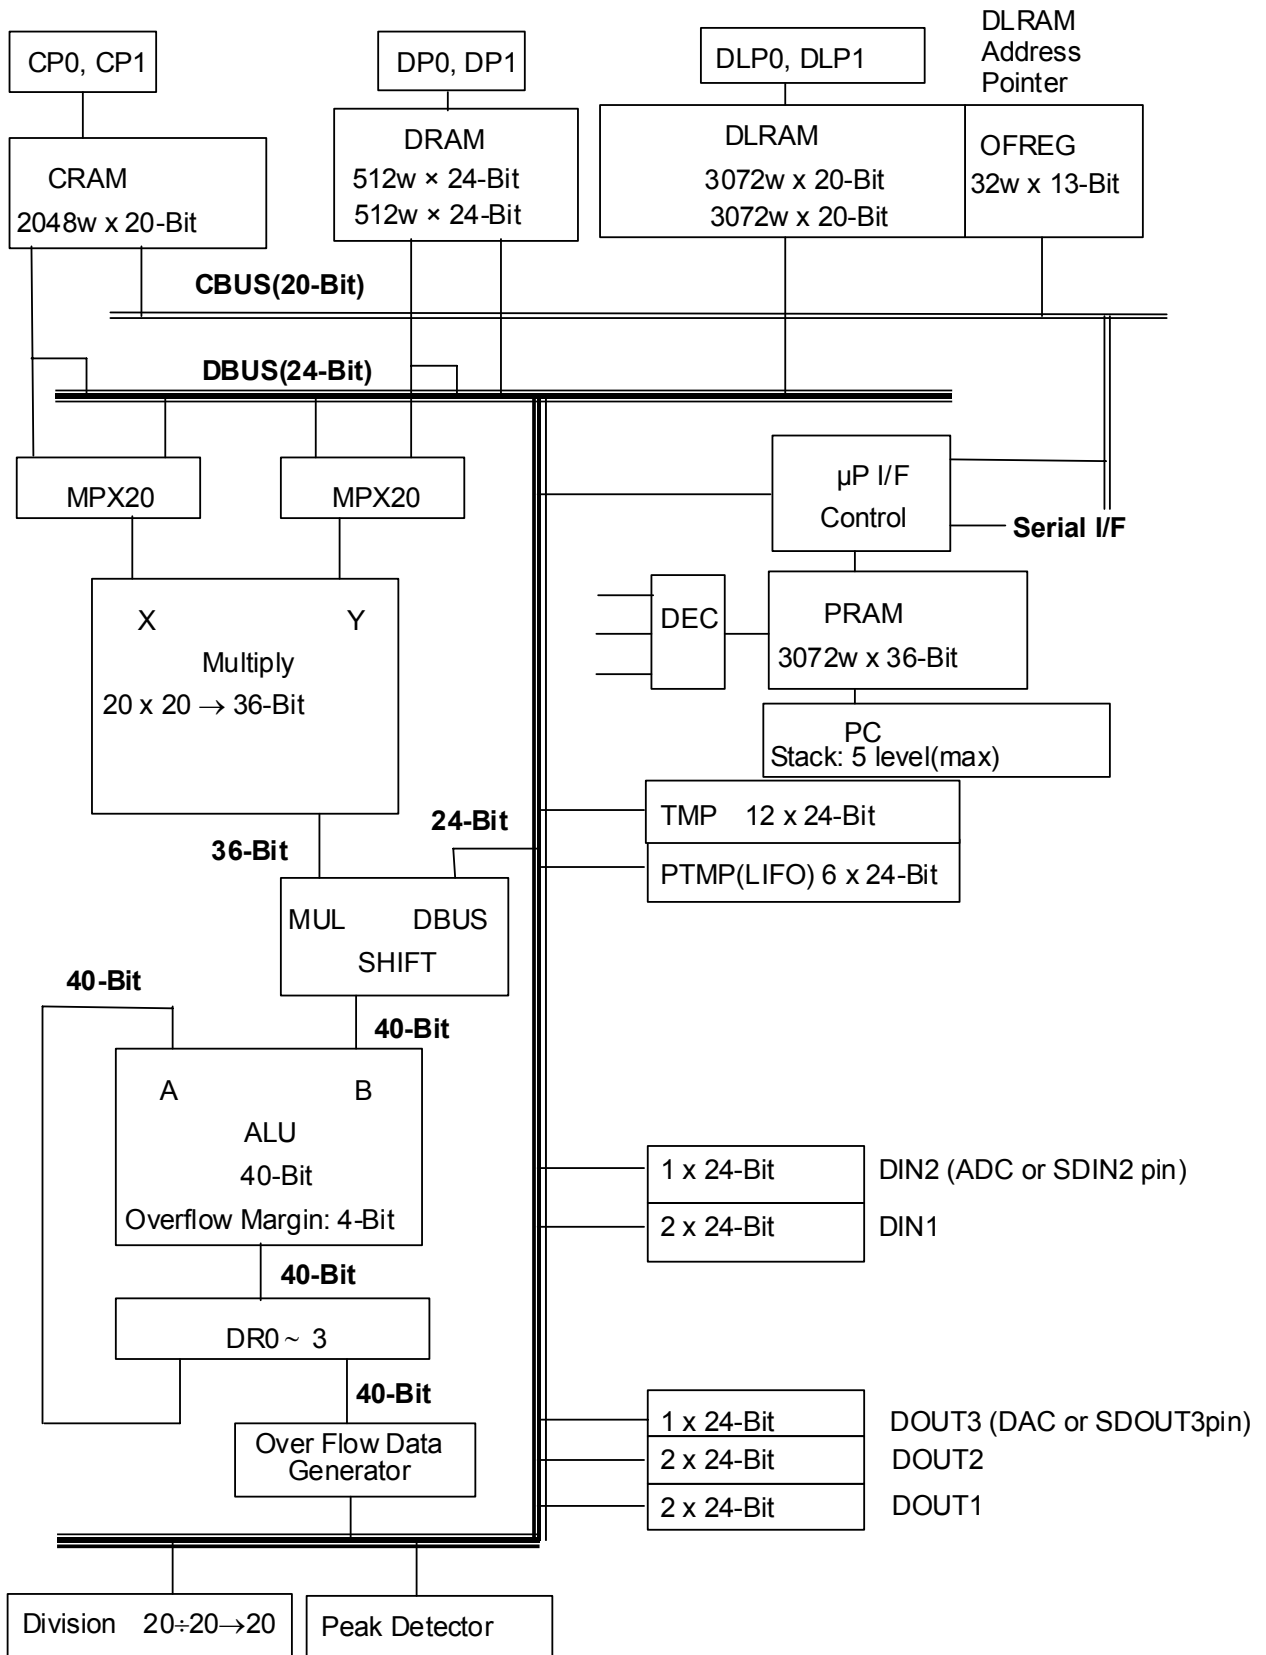 DLRAM
Address
Pointer
CP0, CP1
DP0, DP1
DLP0, DLP1
CRAM
2048w x 20-Bit
DRAM
512w × 24-Bit
512w × 24-Bit
DLRAM
3072w x 20-Bit
3072w x 20-Bit
OFREG
32w x 13-Bit
CBUS(20-Bit)
DBUS(24-Bit)
MPX20
MPX20
µP I/F
Control
Serial I/F
X Y
Multiply
20 x 20 → 36-Bit
DEC
PRAM
3072w x 36-Bit
PC
Stack: 5 level(max)
TMP 12 x 24-Bit
PTMP(LIFO) 6 x 24-Bit
24-Bit
36-Bit
MUL DBUS
SHIFT
40-Bit
40-Bit
A B
ALU
40-Bit
Overflow Margin: 4-Bit
1 x 24-Bit DIN2 (ADC or SDIN2 pin)
2 x 24-Bit DIN1
40-Bit
DR0 ~ 3
40-Bit
Over Flow Data
Generator
1 x 24-Bit DOUT3 (DAC or SDOUT3pin)
2 x 24-Bit DOUT2
2 x 24-Bit DOUT1
Division 20÷20→20
Peak Detector